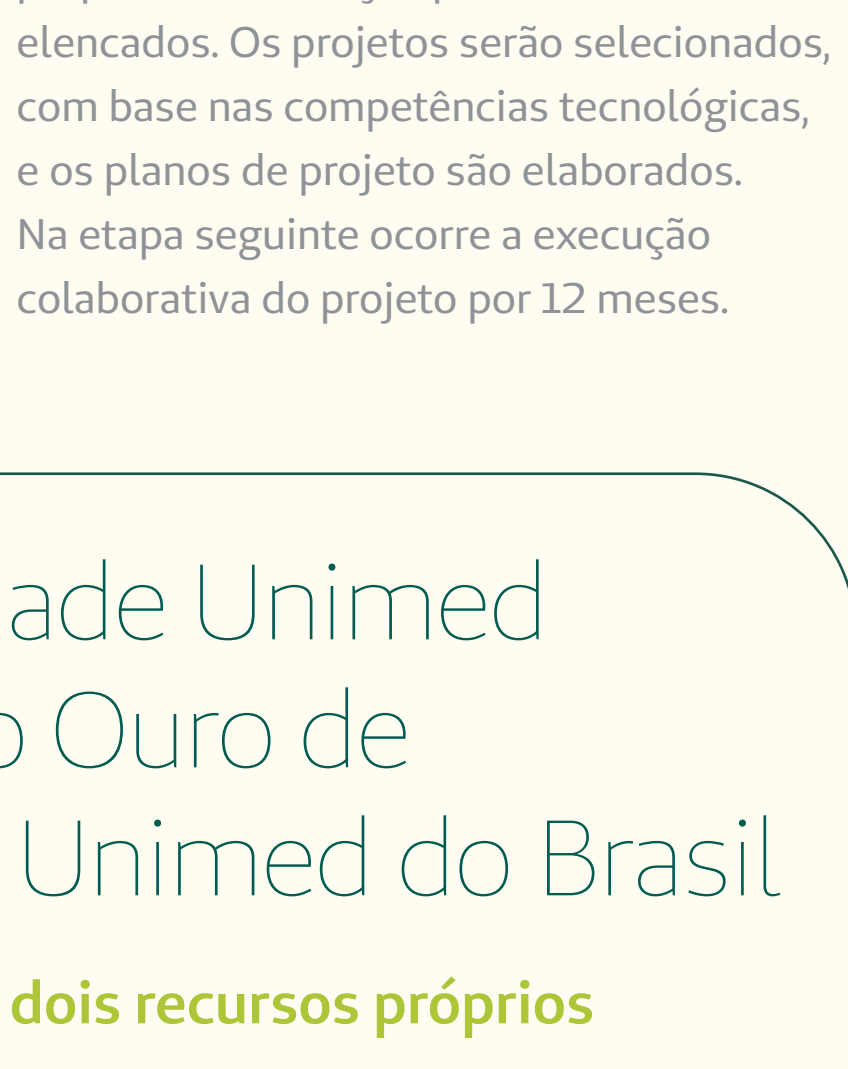 elencados. Os projetos serão selecionados,
com base nas competências tecnológicas,
e os planos de projeto são elaborados.
Na etapa seguinte ocorre a execução
colaborativa do projeto por 12 meses.
ade Unimed
o Ouro de
Unimed do Brasil
dois recursos próprios